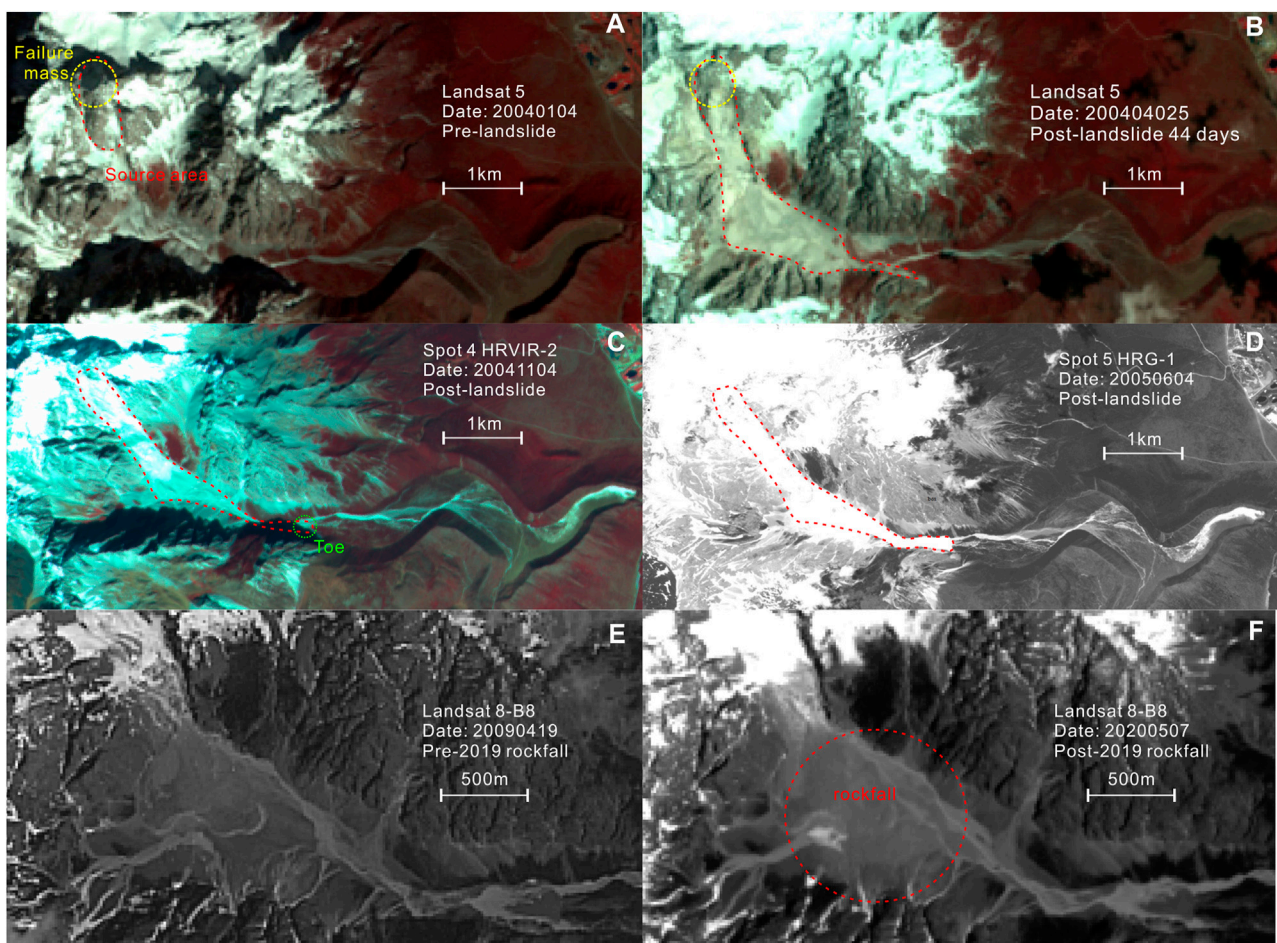 A
Failure
mass
Landsat 5
Date: 20040104
Pre-landslide
Source area
1km
B
Landsat 5
Date: 200404025
Post-landslide 44 days
1km
C
Spot 4 HRVIR-2
Date: 20041104
Post-landslide
1km
Toe
D
Spot 5 HRG-1
Date: 20050604
Post-landslide
1km
E
Landsat 8-B8
Date: 20090419
Pre-2019 rockfall
500m
F
Landsat 8-B8
Date: 20200507
Post-2019 rockfall
500m
rockfall